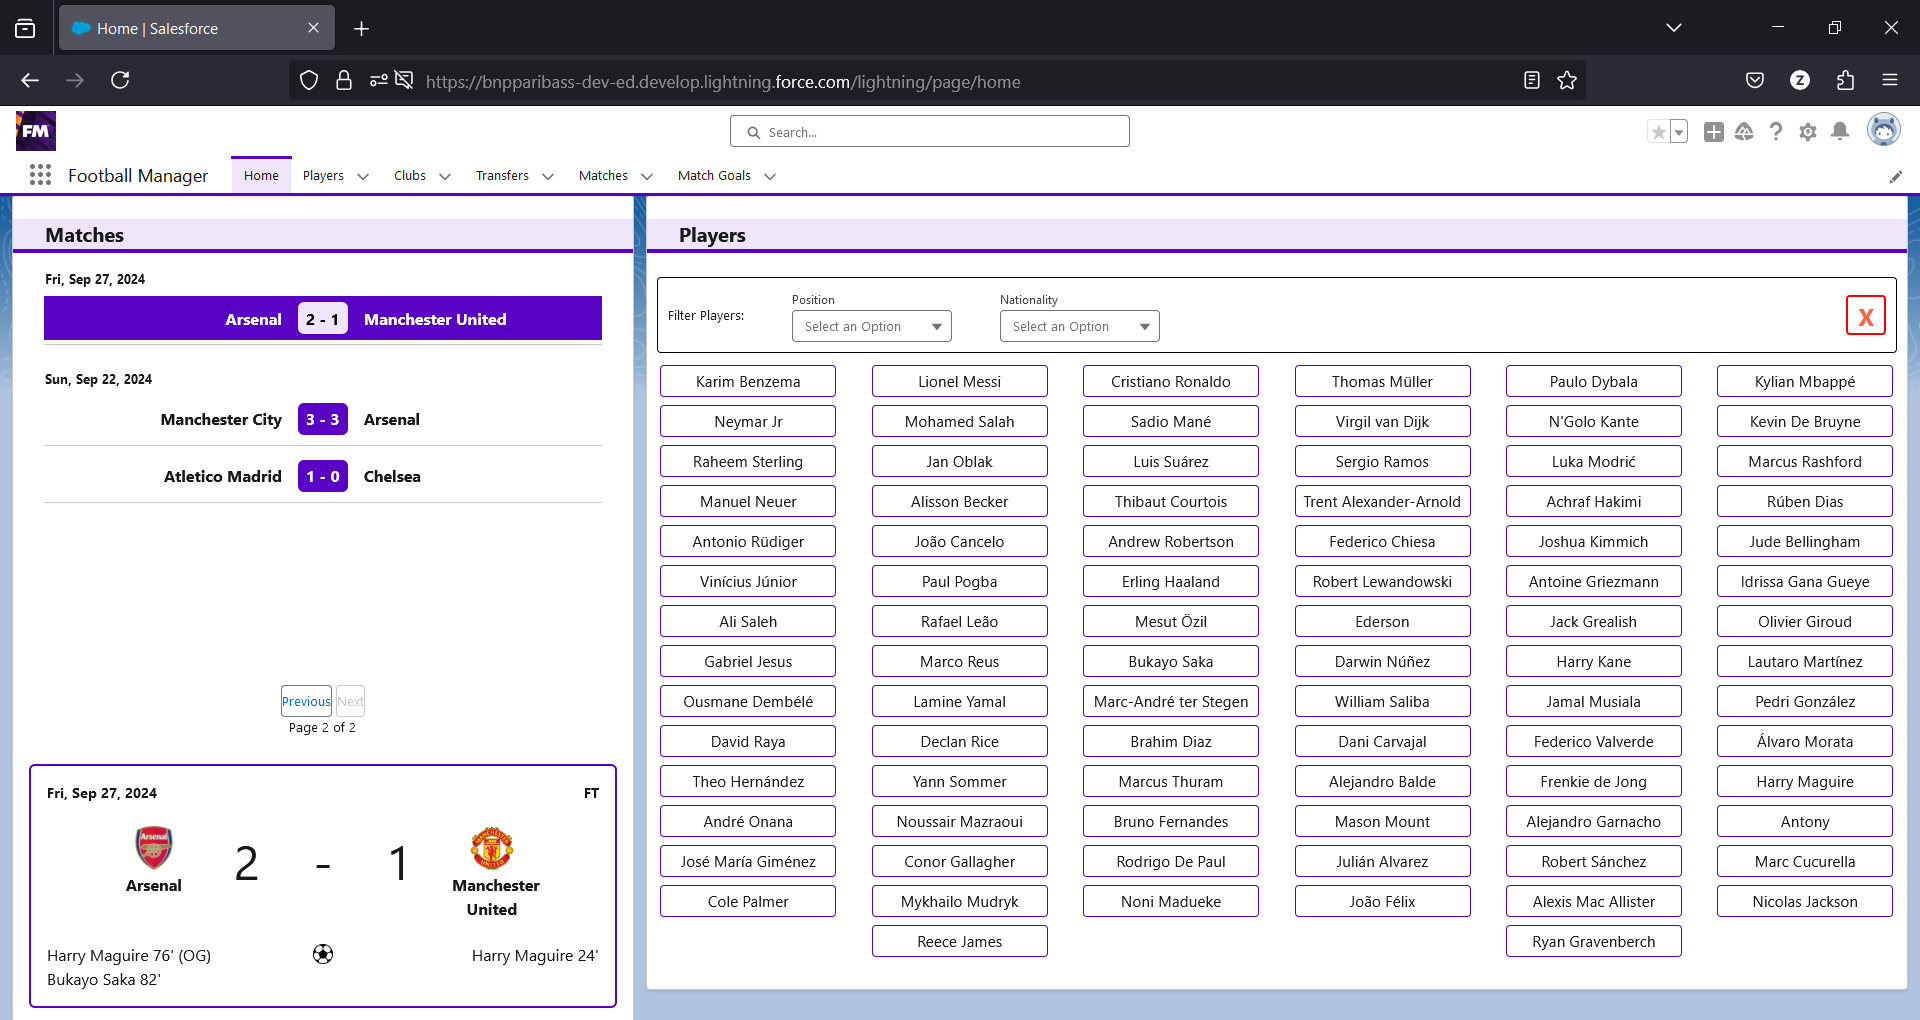 Home | Salesforce
https://bnpparibass-dev-ed.develop.lightning.force.com/lightning/page/home
Z
FM
Search...
Football Manager
Home
Players
Clubs
Transfers
Matches
Match Goals
Matches
Fri, Sep 27, 2024
Arsenal 2 - 1 Manchester United
Sun, Sep 22, 2024
Manchester City 3 - 3 Arsenal
Atletico Madrid 1 - 0 Chelsea
Previous Next
Page 2 of 2
Fri, Sep 27, 2024 FT
2 - 1
Arsenal Manchester
United
Harry Maguire 76' (OG) Harry Maguire 24'
Bukayo Saka 82'
Players
Position Nationality
Filter Players: Select an Option Select an Option X
Karim Benzema Lionel Messi Cristiano Ronaldo Thomas Müller Paulo Dybala Kylian Mbappé
Neymar Jr Mohamed Salah Sadio Mané Virgil van Dijk N'Golo Kante Kevin De Bruyne
Raheem Sterling Jan Oblak Luis Suárez Sergio Ramos Luka Modrić Marcus Rashford
Manuel Neuer Alisson Becker Thibaut Courtois Trent Alexander-Arnold Achraf Hakimi Rúben Dias
Antonio Rüdiger João Cancelo Andrew Robertson Federico Chiesa Joshua Kimmich Jude Bellingham
Vinícius Júnior Paul Pogba Erling Haaland Robert Lewandowski Antoine Griezmann Idrissa Gana Gueye
Ali Saleh Rafael Leão Mesut Özil Ederson Jack Grealish Olivier Giroud
Gabriel Jesus Marco Reus Bukayo Saka Darwin Núñez Harry Kane Lautaro Martínez
Ousmane Dembélé Lamine Yamal Marc-André ter Stegen William Saliba Jamal Musiala Pedri González
David Raya Declan Rice Brahim Diaz Dani Carvajal Federico Valverde Álvaro Morata
Theo Hernández Yann Sommer Marcus Thuram Alejandro Balde Frenkie de Jong Harry Maguire
André Onana Noussair Mazraoui Bruno Fernandes Mason Mount Alejandro Garnacho Antony
José María Giménez Conor Gallagher Rodrigo De Paul Julián Alvarez Robert Sánchez Marc Cucurella
Cole Palmer Mykhailo Mudryk Noni Madueke João Félix Alexis Mac Allister Nicolas Jackson
Reece James Ryan Gravenberch